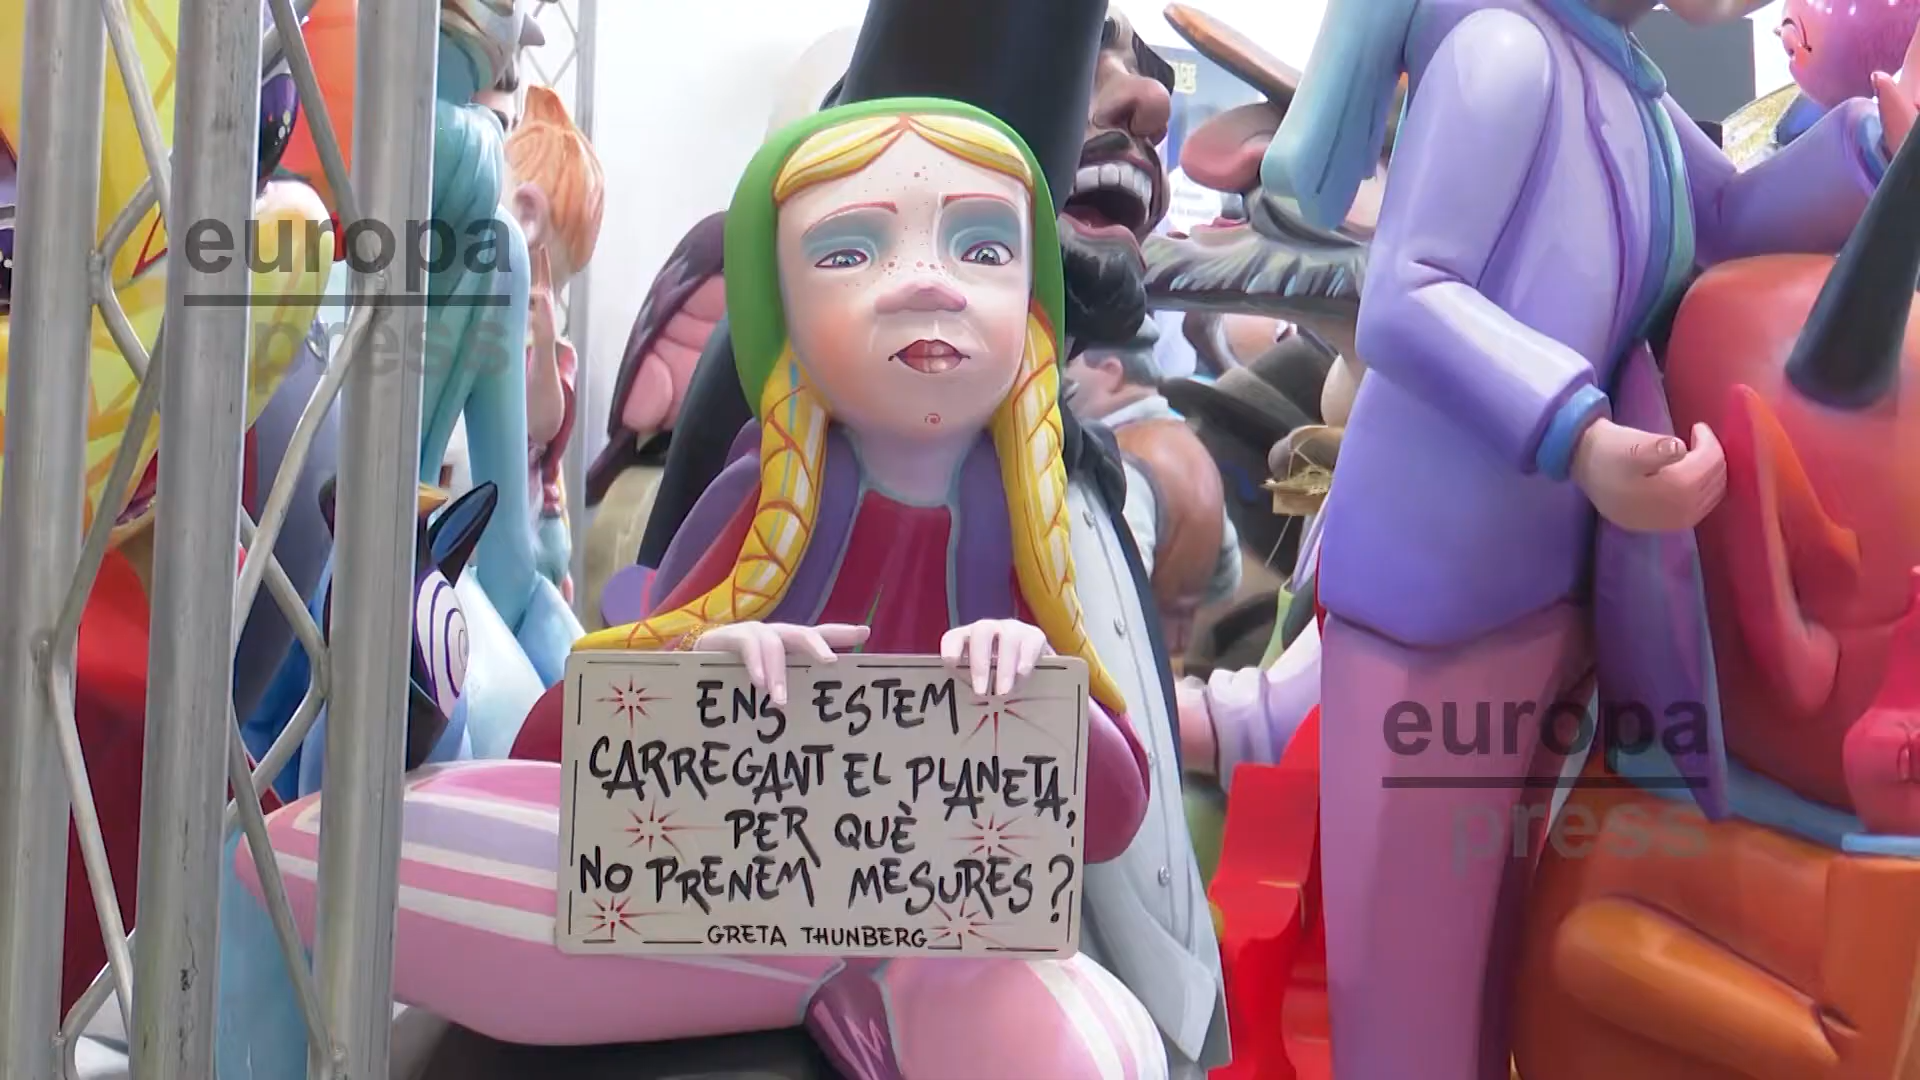 europa
press
ENS ESTEM
CARREGANT EL PLANETA,
PER QUÈ
NO PRENEM MESURES?
GRETA THUNBERG
europa
press